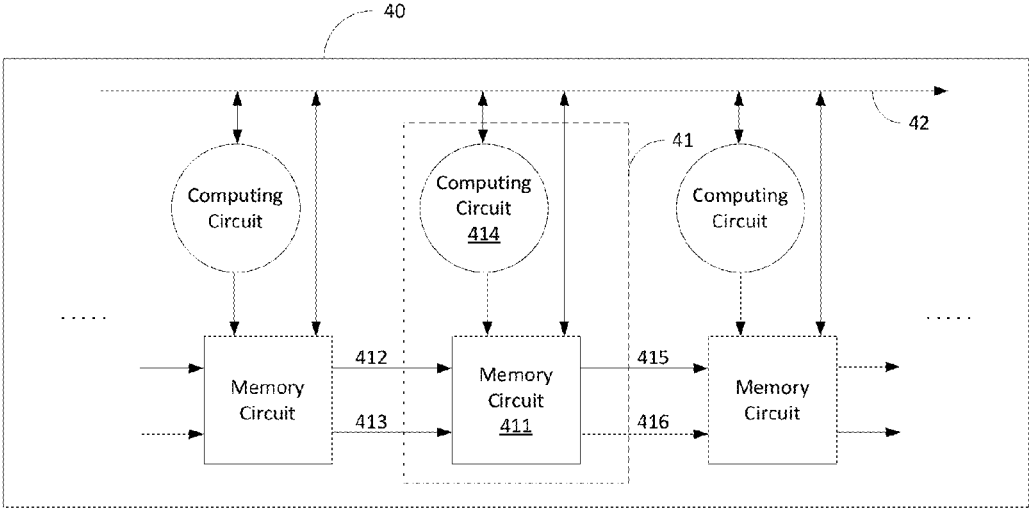 40
42
41
Computing
Circuit
Computing
Circuit
414
Computing
Circuit
.....
.....
412
415
Memory
Circuit
Memory
Circuit
411
Memory
Circuit
413
416